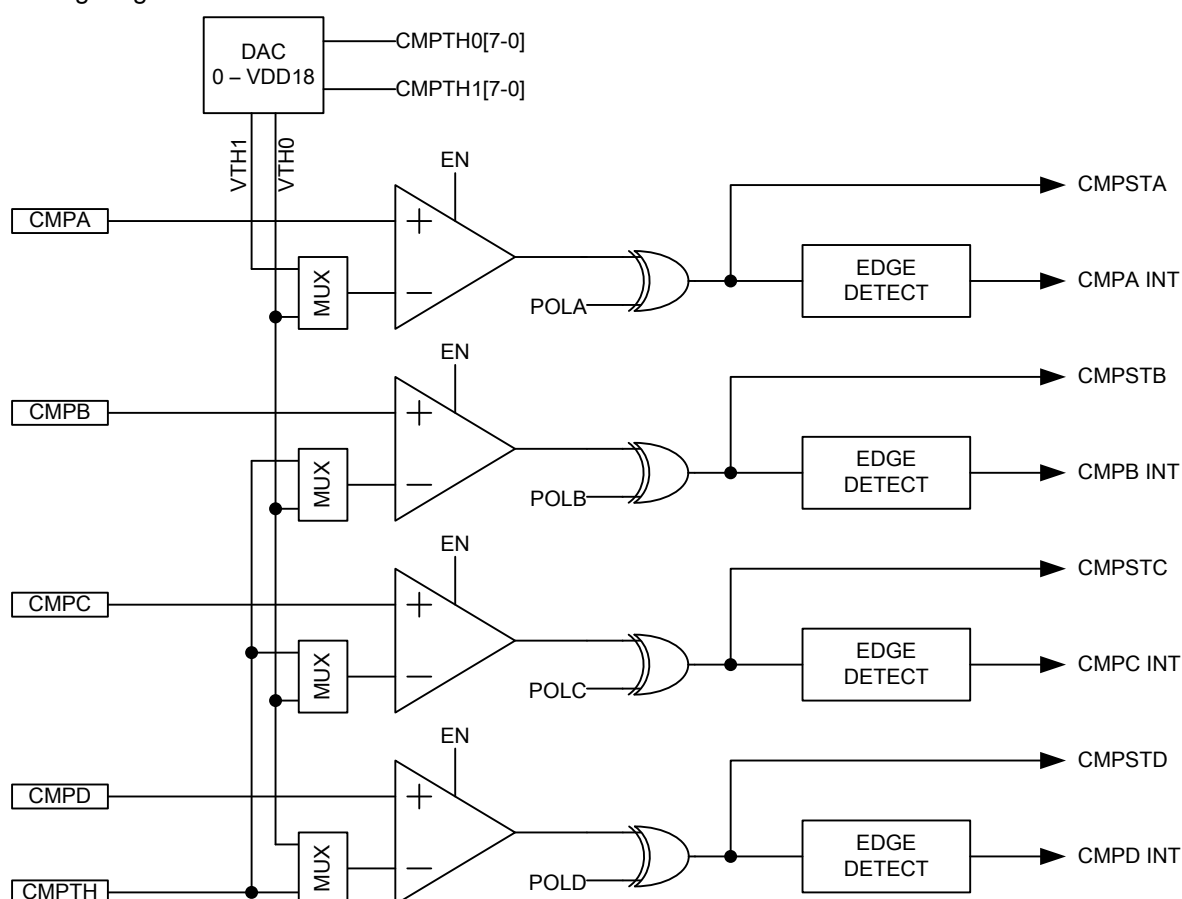 DAC
0 – VDD18
CMPTH0[7-0]
CMPTH1[7-0]
VTH1
VTH0
EN
CMPSTA
CMPA
+
MUX
−
EDGE
DETECT
CMPA INT
POLA
EN
CMPSTB
CMPB
+
MUX
−
EDGE
DETECT
CMPB INT
POLB
EN
CMPSTC
CMPC
+
MUX
−
EDGE
DETECT
CMPC INT
POLC
EN
CMPSTD
CMPD
+
MUX
−
EDGE
DETECT
CMPD INT
POLD
CMPTH